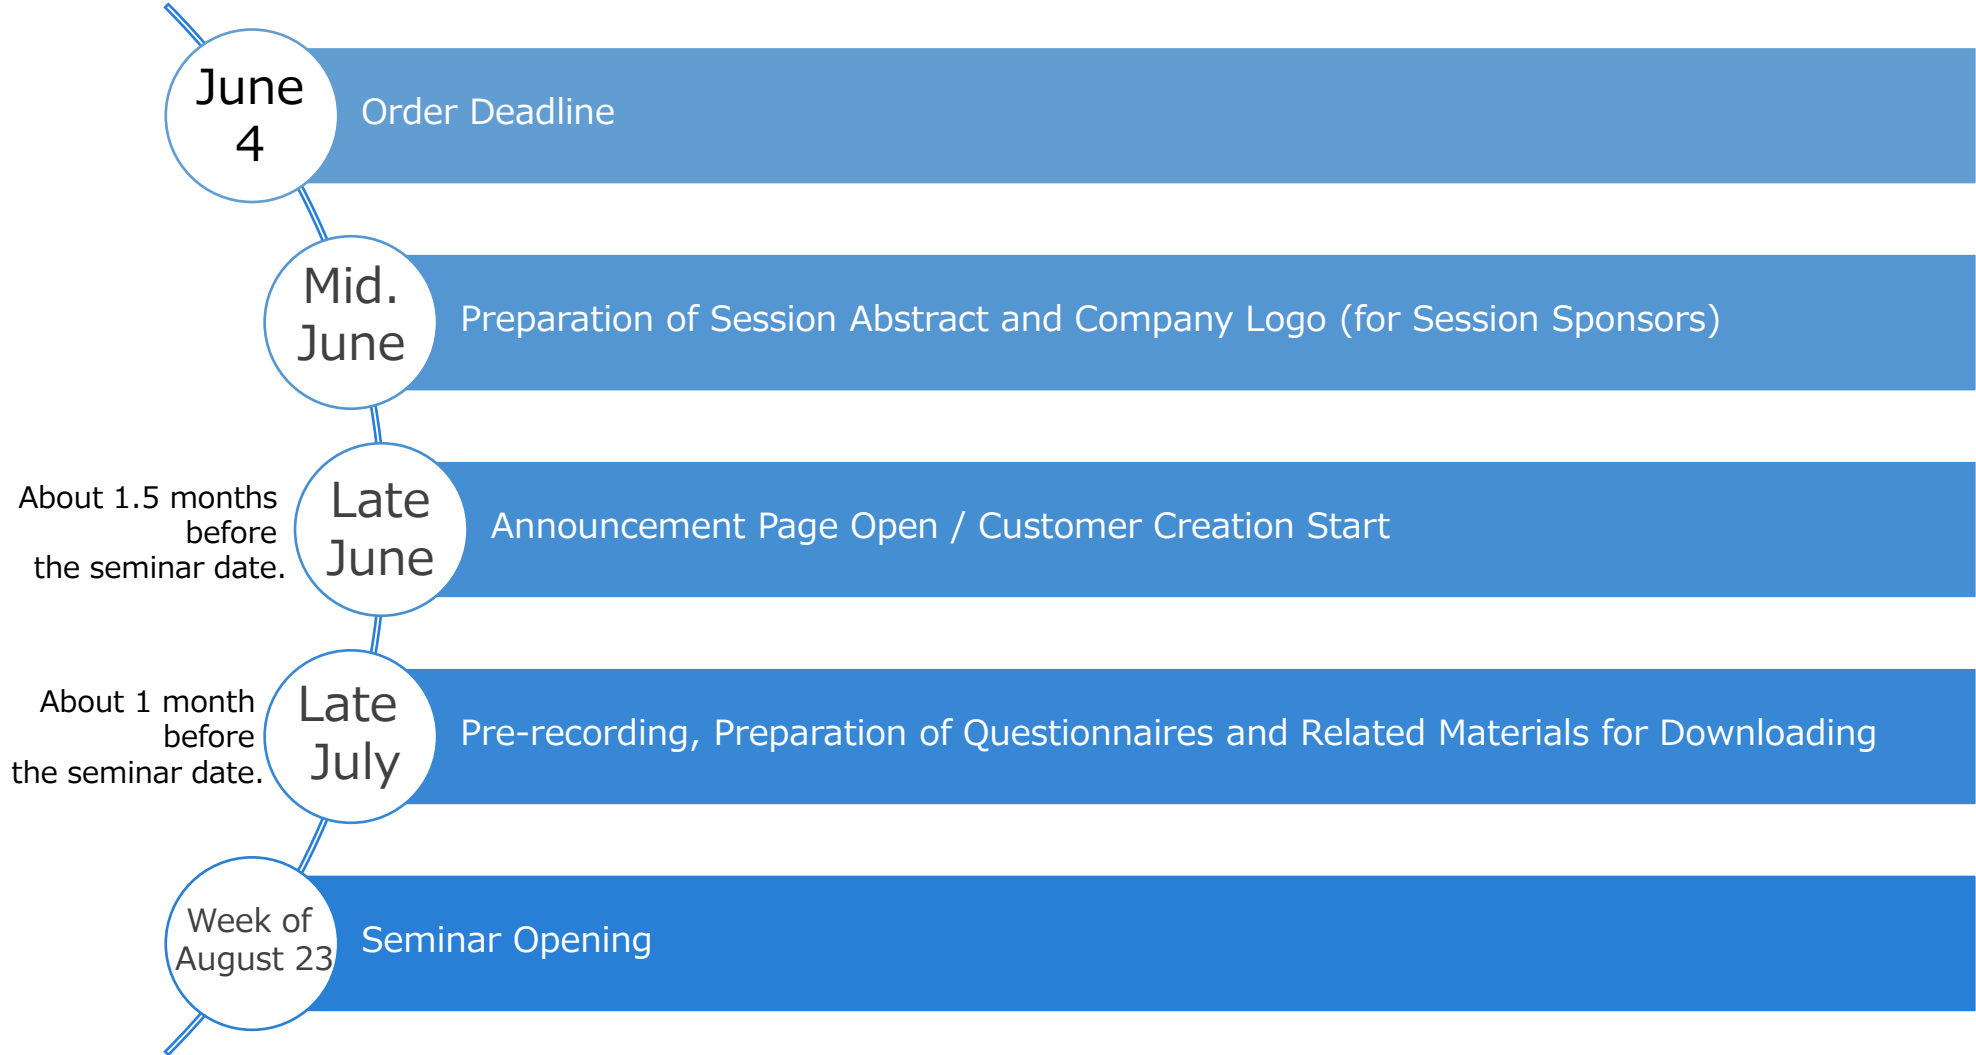 June
4
Order Deadline
Mid.
June
Preparation of Session Abstract and Company Logo (for Session Sponsors)
About 1.5 months
before
the seminar date.
Late
June
Announcement Page Open / Customer Creation Start
About 1 month
before
the seminar date.
Late
July
Pre-recording, Preparation of Questionnaires and Related Materials for Downloading
Week of
August 23
Seminar Opening